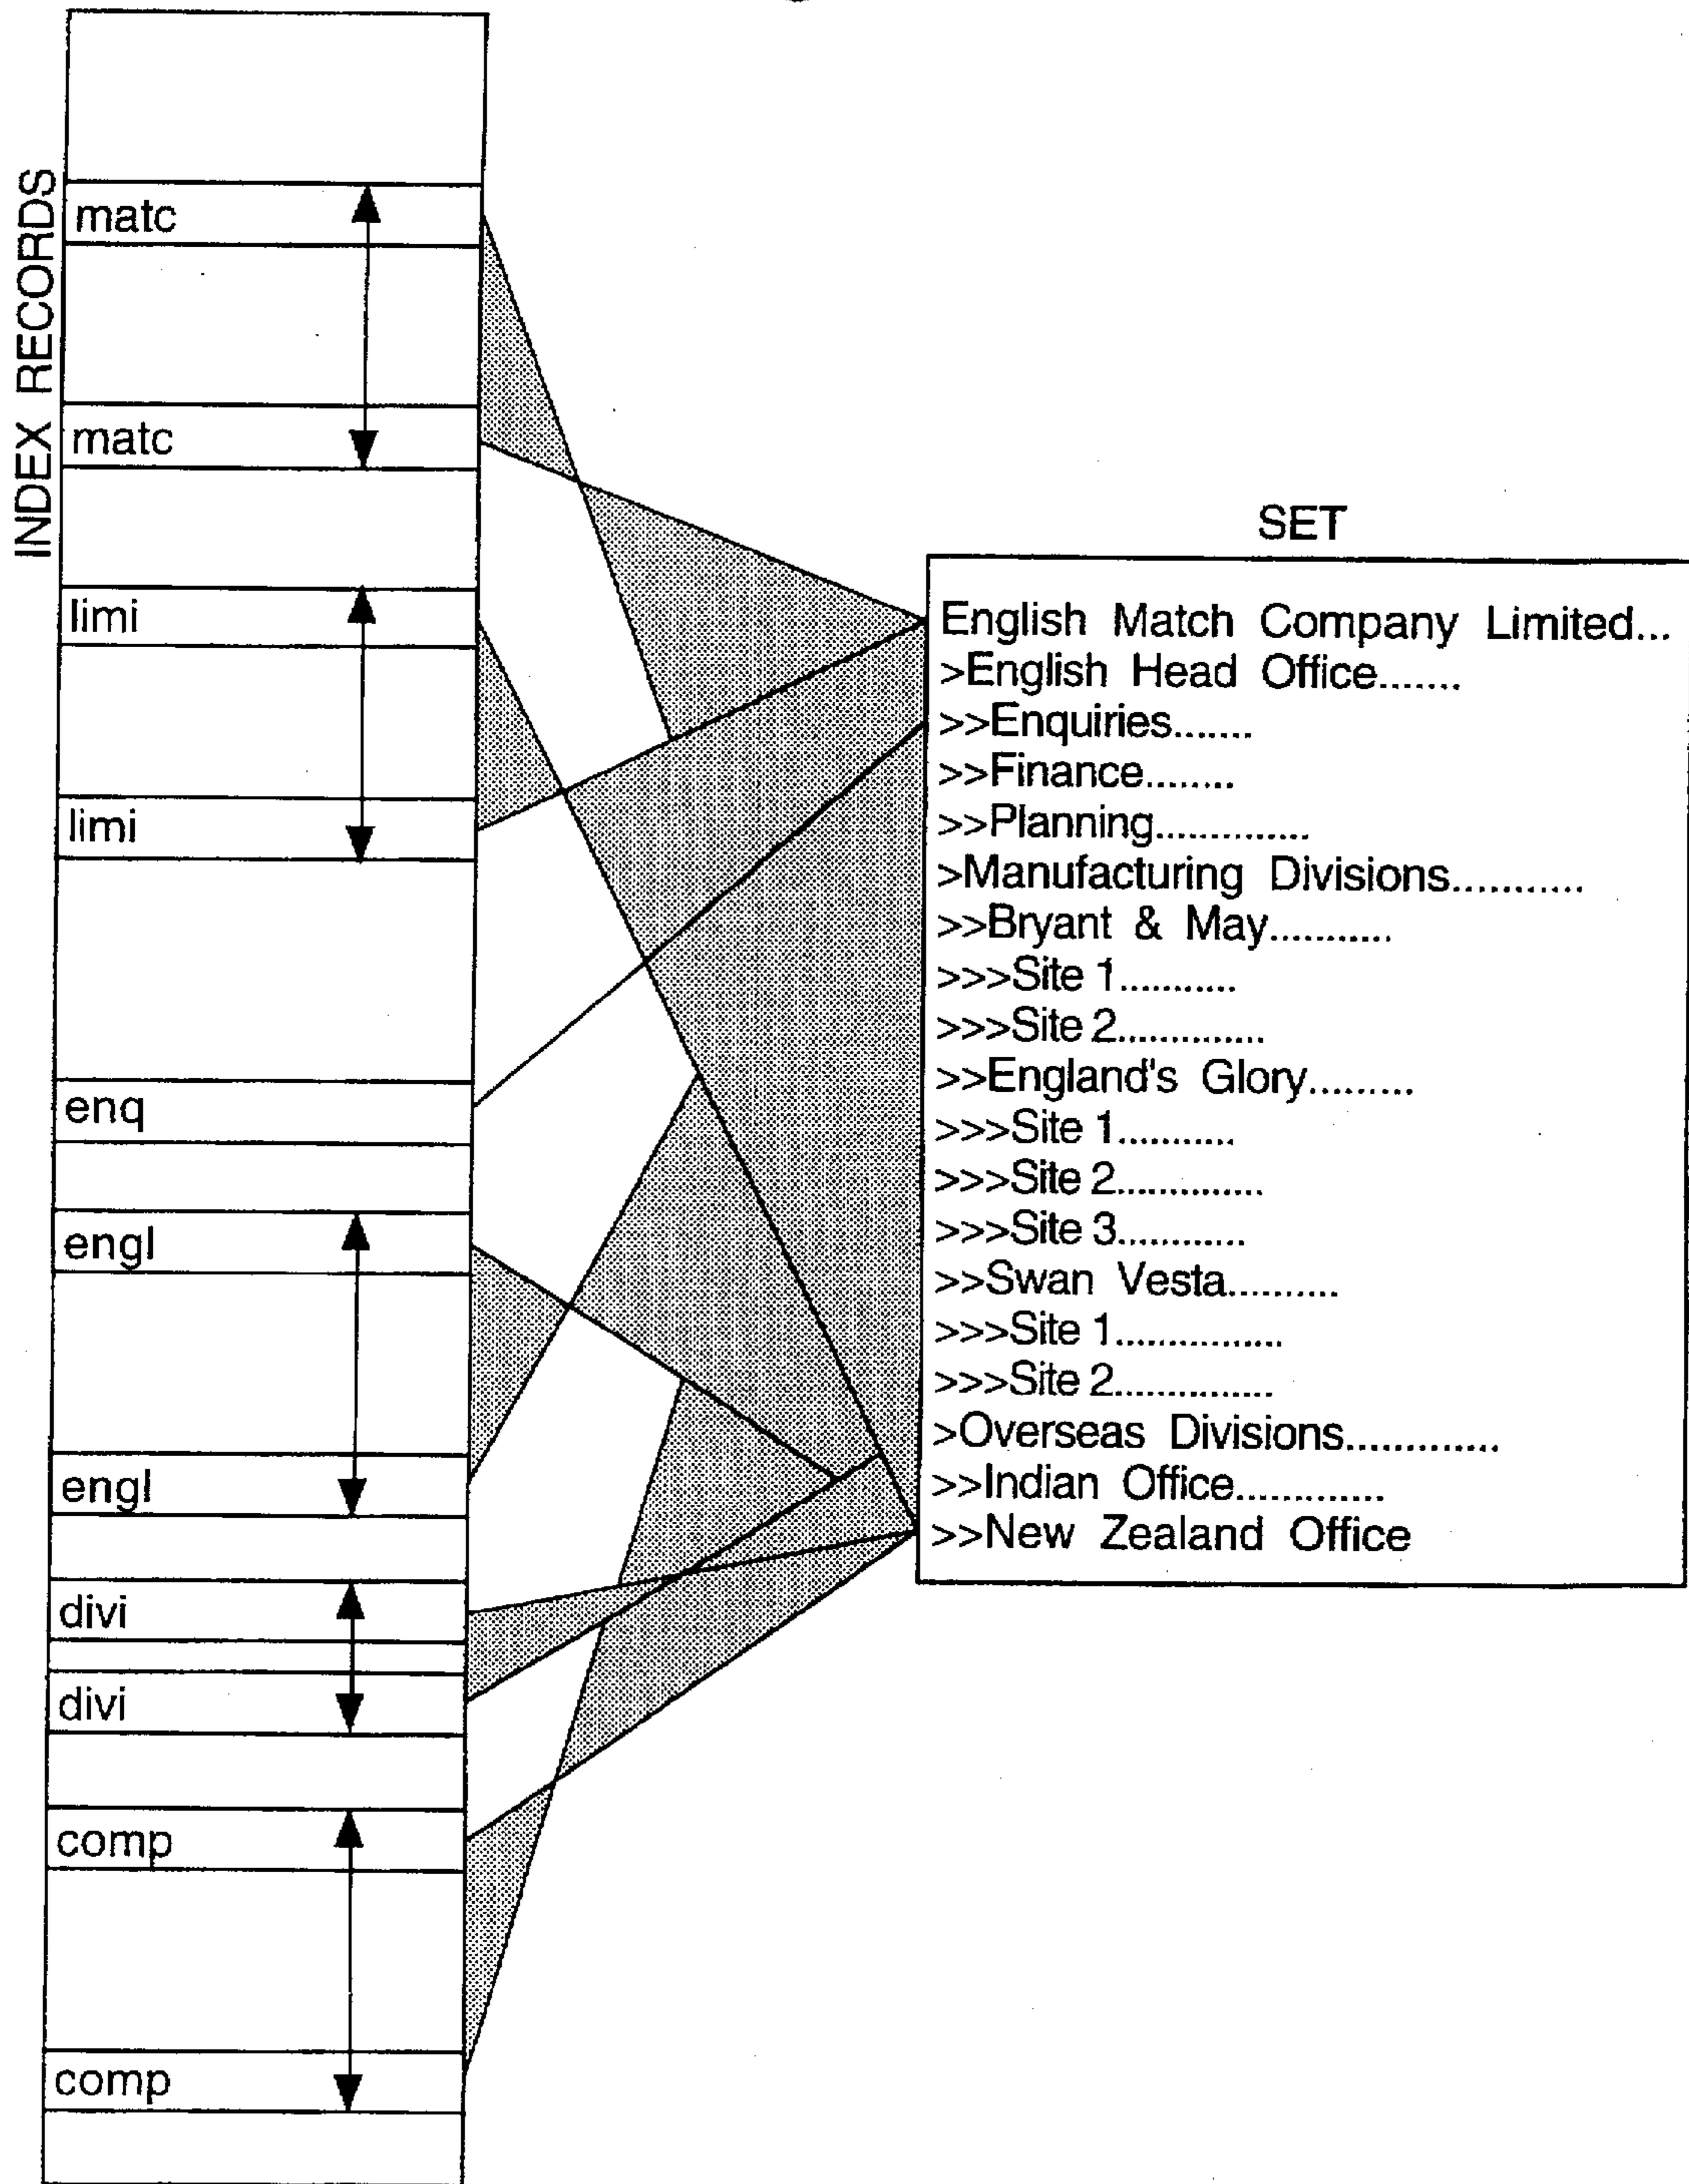 INDEX RECORDS
matc
matc
limi
limi
enq
engl
engl
divi
divi
comp
comp
SET
English Match Company Limited...
>English Head Office.......
>>Enquiries.......
>>Finance........
>>Planning..............
>Manufacturing Divisions...........
>>Bryant & May...........
>>>Site 1...........
>>>Site 2..............
>>England's Glory.........
>>>Site 1...........
>>>Site 2..............
>>>Site 3............
>>Swan Vesta..........
>>>Site 1................
>>>Site 2...............
>Overseas Divisions.............
>>Indian Office.............
>>New Zealand Office